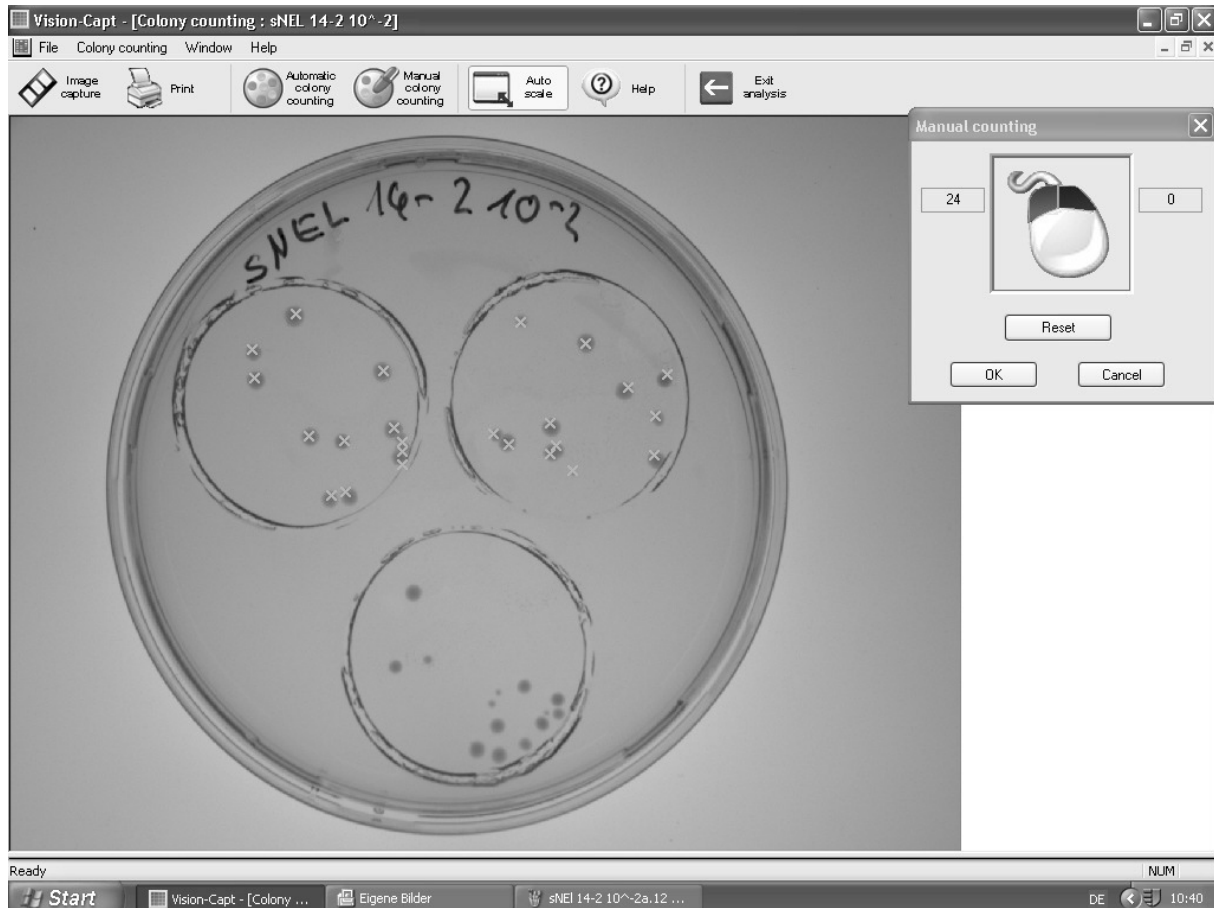 Vision-Capt - [Colony counting : sNEL 14-2 10^-2]
File Colony counting Window Help
Image capture
Print
Automatic colony counting
Manual colony counting
Auto scale
Help
Exit analysis
Manual counting
24
0
Reset
OK Cancel
sNEL 14-2 10-2
Ready
NUM
Start Vision-Capt - [Colony ... Eigene Bilder sNEl 14-2 10^-2a.12 ... DE 10:40